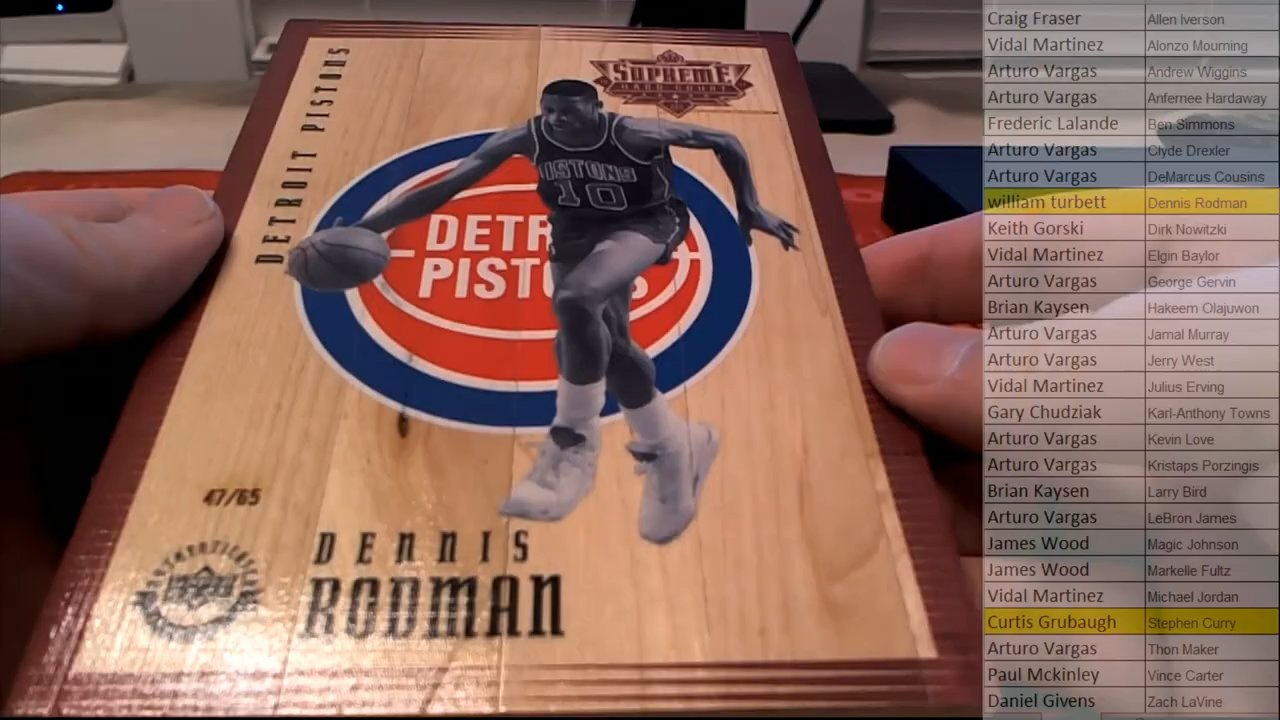 DETROIT PISTONS
SUPREME
HARD COURT
PISTONS
10
DETR
PIST S
47/65
DENNIS
RODMAN
Craig Fraser Allen Iverson
Vidal Martinez Alonzo Mourning
Arturo Vargas Andrew Wiggins
Arturo Vargas Anfernee Hardaway
Frederic Lalande Ben Simmons
Arturo Vargas Clyde Drexler
Arturo Vargas DeMarcus Cousins
william turbett Dennis Rodman
Keith Gorski Dirk Nowitzki
Vidal Martinez Elgin Baylor
Arturo Vargas George Gervin
Brian Kaysen Hakeem Olajuwon
Arturo Vargas Jamal Murray
Arturo Vargas Jerry West
Vidal Martinez Julius Erving
Gary Chudziak Karl-Anthony Towns
Arturo Vargas Kevin Love
Arturo Vargas Kristaps Porzingis
Brian Kaysen Larry Bird
Arturo Vargas LeBron James
James Wood Magic Johnson
James Wood Markelle Fultz
Vidal Martinez Michael Jordan
Curtis Grubaugh Stephen Curry
Arturo Vargas Thon Maker
Paul Mckinley Vince Carter
Daniel Givens Zach LaVine